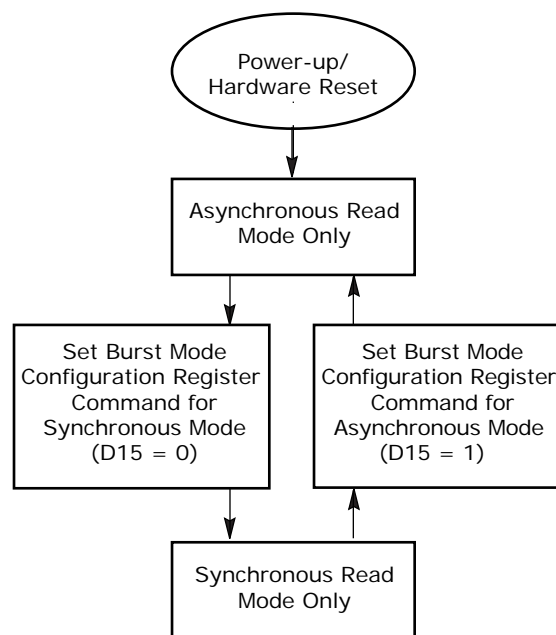 Power-up/
Hardware Reset
Asynchronous Read
Mode Only
Set Burst Mode
Configuration Register
Command for
Synchronous Mode
(D15 = 0)
Set Burst Mode
Configuration Register
Command for
Asynchronous Mode
(D15 = 1)
Synchronous Read
Mode Only